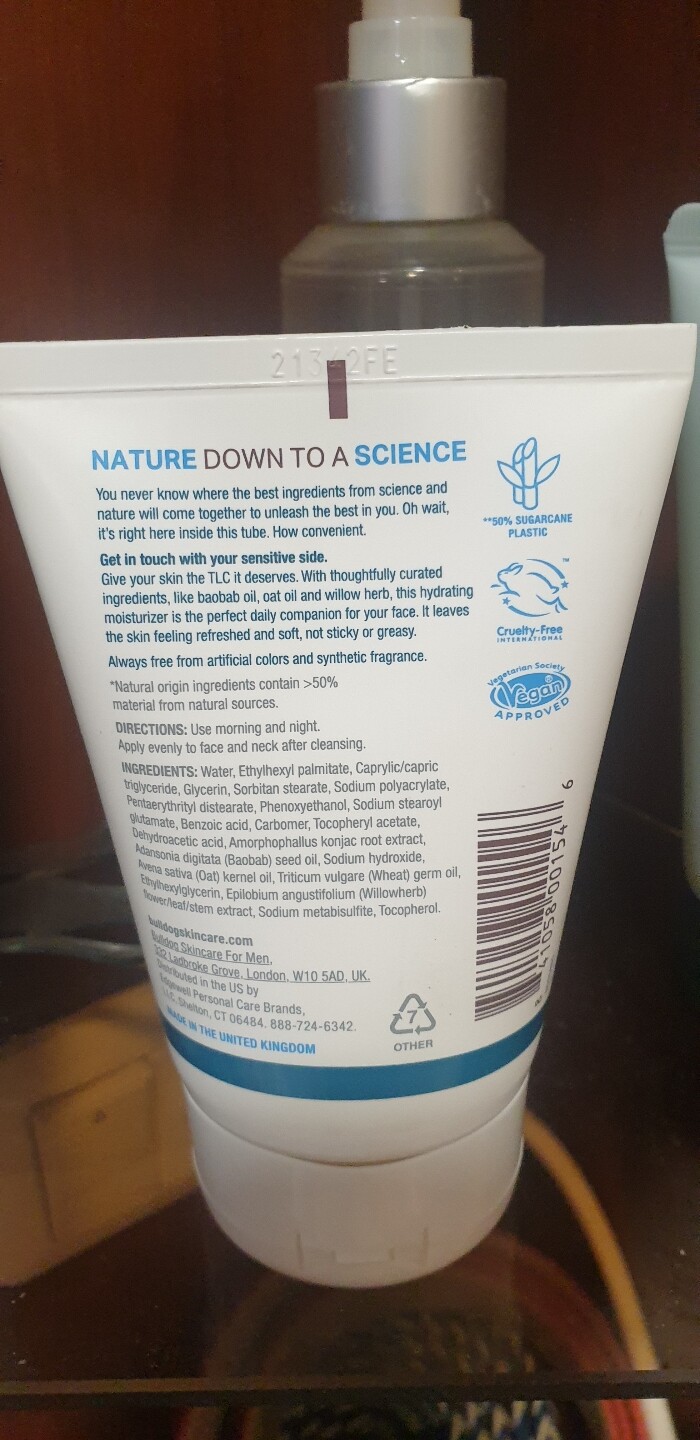 NATURE DOWN TO A SCIENCE
You never know where the best ingredients from science and
nature will come together to unleash the best in you. Oh wait,
it's right here inside this tube. How convenient.
Get in touch with your sensitive side.
Give your skin the TLC it deserves. With thoughtfully curated
ingredients, like baobab oil, oat oil and willow herb, this hydrating
moisturizer is the perfect daily companion for your face. It leaves
the skin feeling refreshed and soft, not sticky or greasy.
Always free from artificial colors and synthetic fragrance.
*Natural origin ingredients contain >50%
material from natural sources.
DIRECTIONS: Use morning and night.
Apply evenly to face and neck after cleansing.
INGREDIENTS: Water, Ethylhexyl palmitate, Caprylic/capric
triglyceride, Glycerin, Sorbitan stearate, Sodium polyacrylate,
Pentaerythrityl distearate, Phenoxyethanol, Sodium stearoyl
glutamate, Benzoic acid, Carbomer, Tocopheryl acetate,
Dehydroacetic acid, Amorphophallus konjac root extract,
Adansonia digitata (Baobab) seed oil, Sodium hydroxide,
Avena sativa (Oat) kernel oil, Triticum vulgare (Wheat) germ oil,
Ethylhexylglycerin, Epilobium angustifolium (Willowherb)
flower/leaf/stem extract, Sodium metabisulfite, Tocopherol.
bulldogskincare.com
Bulldog Skincare For Men,
332 Ladbroke Grove, London, W10 5AD, UK.
Distributed in the US by
Edgewell Personal Care Brands,
LLC, Shelton, CT 06484. 888-724-6342.
MADE IN THE UNITED KINGDOM
**50% SUGARCANE
PLASTIC
TM
Cruelty-Free
INTERNATIONAL
Vegetarian Society
Vegan®
APPROVED
8 41058 00154 6
7
OTHER